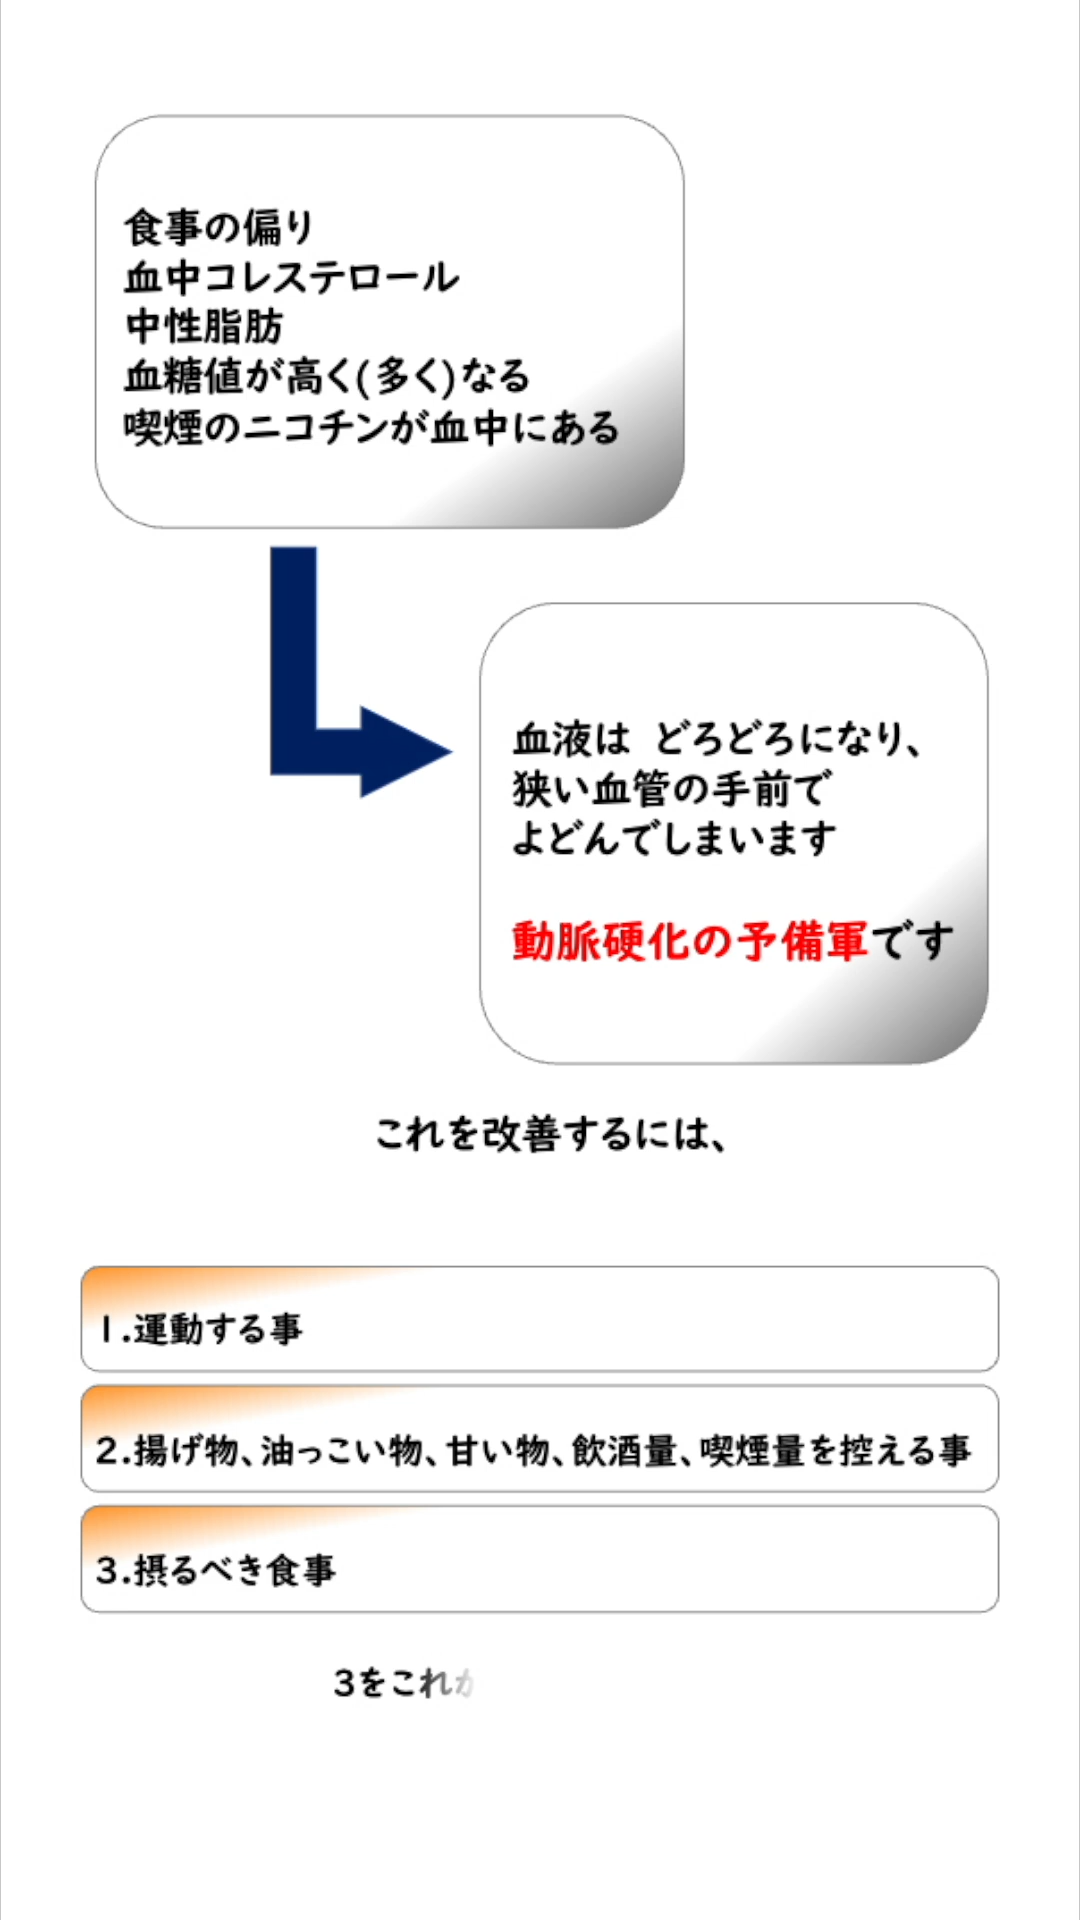 食事の偏り
血中コレステロール
中性脂肪
血糖値が高く(多く)なる
喫煙のニコチンが血中にある
血液は どろどろになり、
狭い血管の手前で
よどんでしまいます
動脈硬化の予備軍です
これを改善するには、
1.運動する事
2.揚げ物、油っこい物、甘い物、飲酒量、喫煙量を控える事
3.摂るべき食事
3をこれか